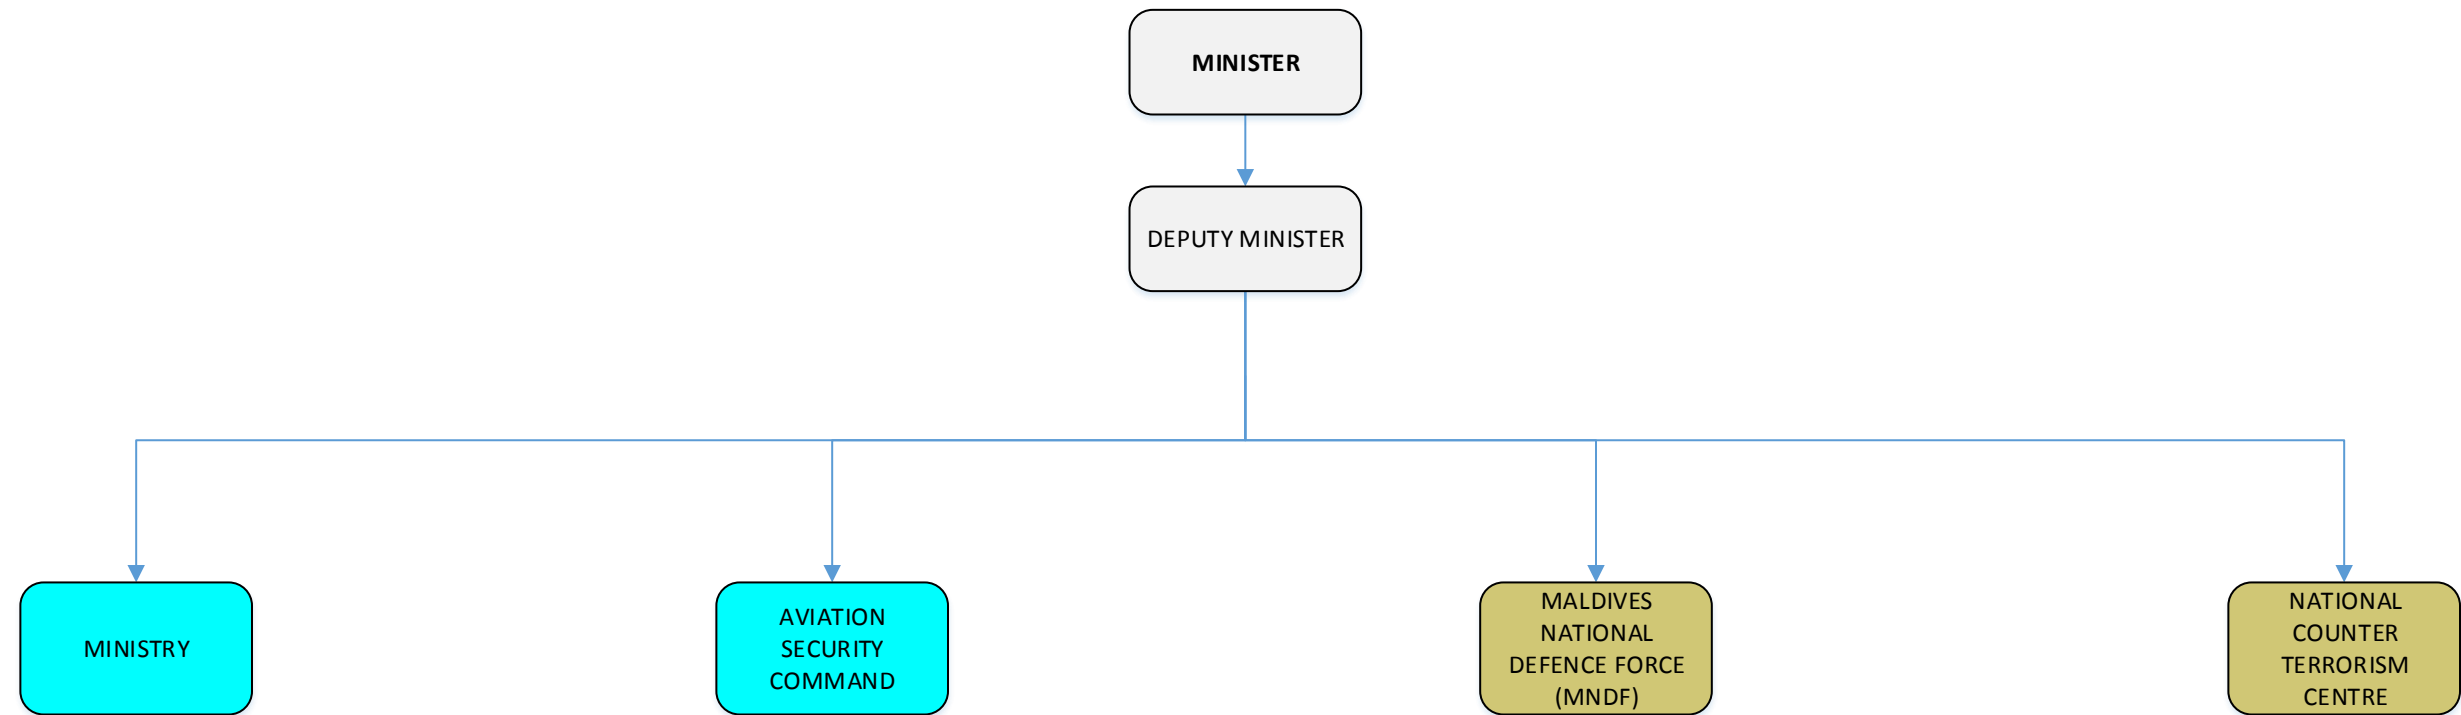 MINISTER
DEPUTY MINISTER
MINISTRY
AVIATION
SECURITY
COMMAND
MALDIVES
NATIONAL
DEFENCE FORCE
(MNDF)
NATIONAL
COUNTER
TERRORISM
CENTRE